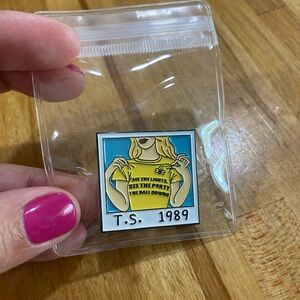 SEE THE LIGHTS,
SEE THE PARTY
THE BALL GOWNS
T.S. 1989